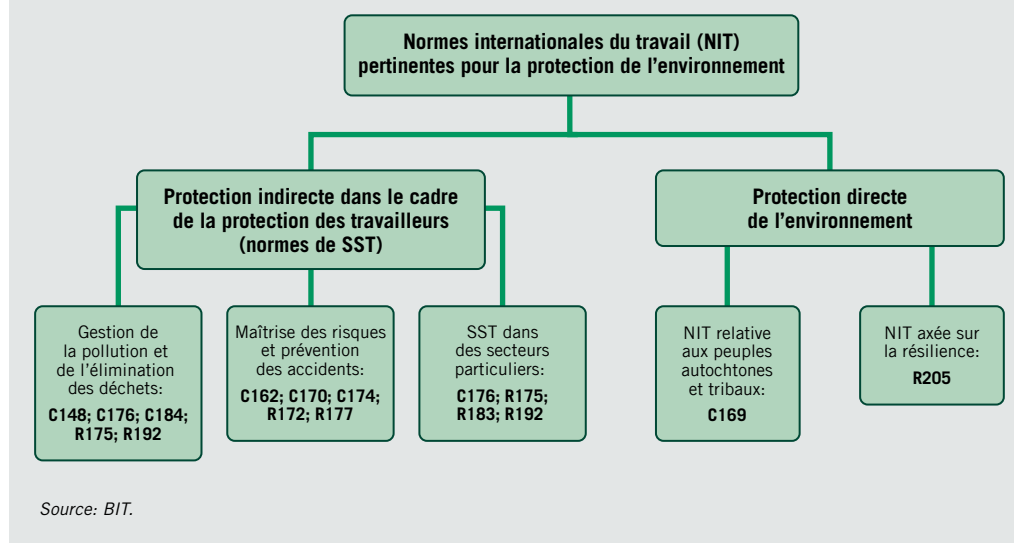 Normes internationales du travail (NIT)
pertinentes pour la protection de l'environnement
Protection indirecte dans le cadre
de la protection des travailleurs
(normes de SST)
Protection directe
de l'environnement
Gestion de
la pollution et
de l'élimination
des déchets:
C148; C176; C184;
R175; R192
Maîtrise des risques
et prévention
des accidents:
C162; C170; C174;
R172; R177
SST dans
des secteurs
particuliers:
C176; R175;
R183; R192
NIT relative
aux peuples
autochtones
et tribaux:
C169
NIT axée sur
la résilience:
R205
Source: BIT.